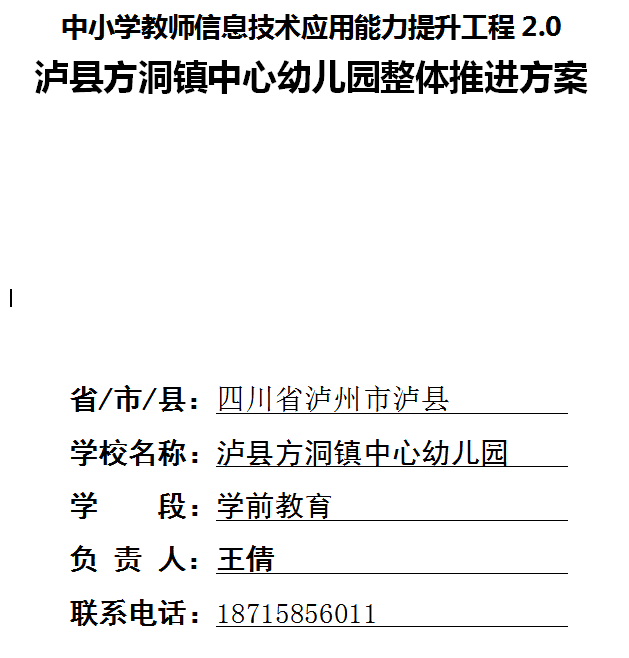 中小学教师信息技术应用能力提升工程 2.0
泸县方洞镇中心幼儿园整体推进方案
省/市/县：四川省泸州市泸县
学校名称：泸县方洞镇中心幼儿园
学 段：学前教育
负 责 人：王倩
联系电话：18715856011